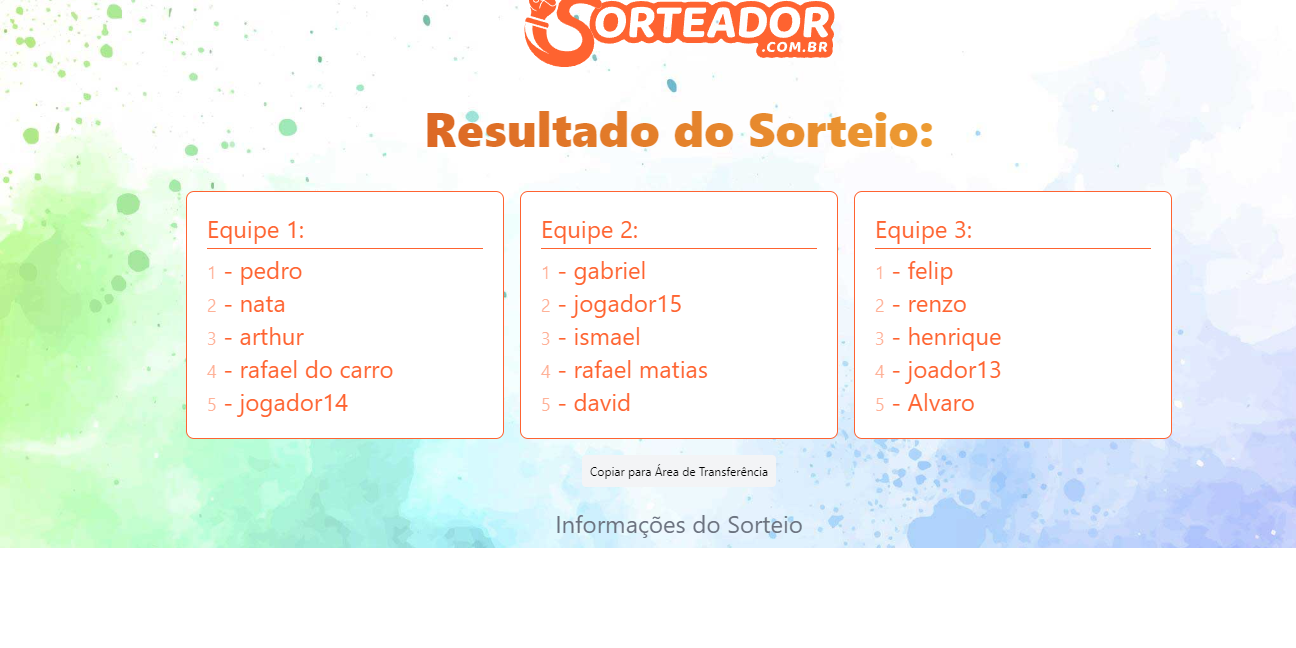 SORTEADOR
.COM.BR
Resultado do Sorteio:
Equipe 1:
1 - pedro
2 - nata
3 - arthur
4 - rafael do carro
5 - jogador14
Equipe 2:
1 - gabriel
2 - jogador15
3 - ismael
4 - rafael matias
5 - david
Equipe 3:
1 - felip
2 - renzo
3 - henrique
4 - joador13
5 - Alvaro
Copiar para Área de Transferência
Informações do Sorteio